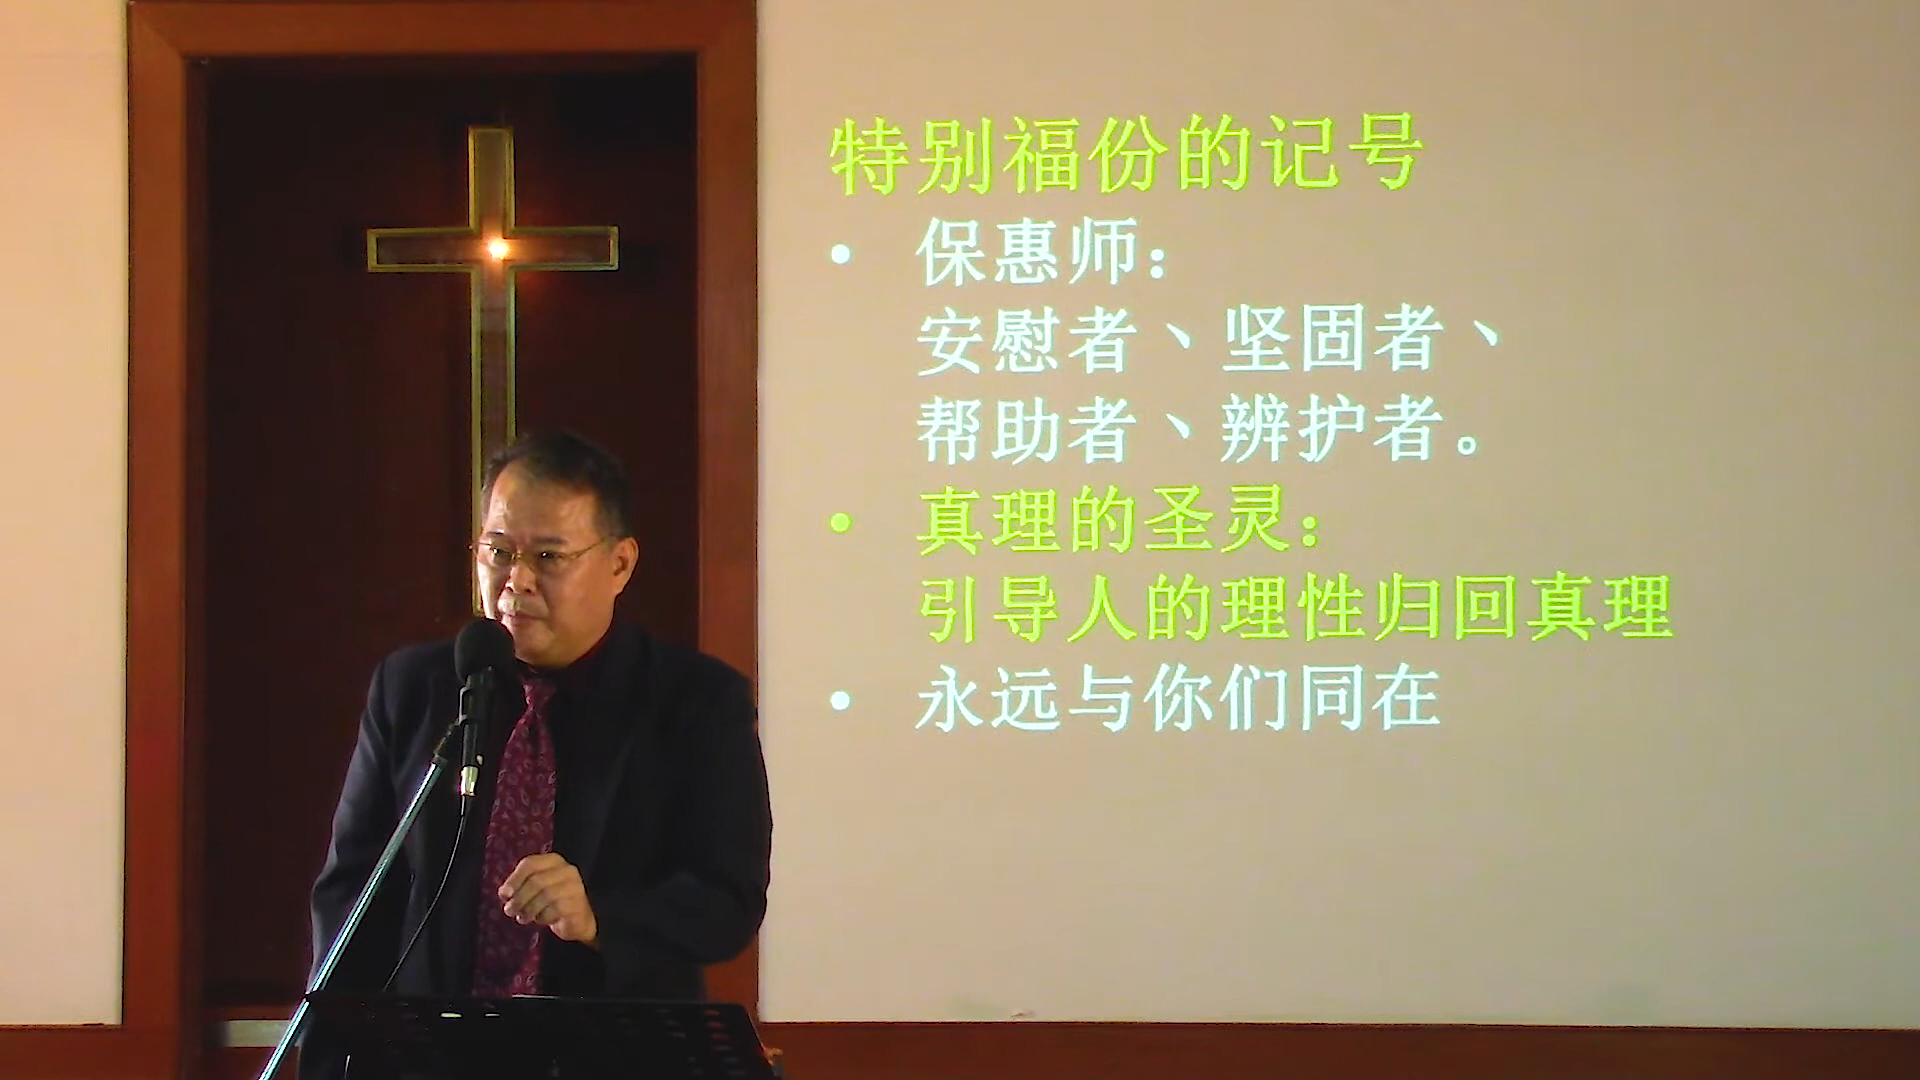 特别福份的记号
• 保惠师：
安慰者、坚固者、
帮助者、辨护者。
• 真理的圣灵：
引导人的理性归回真理
• 永远与你们同在